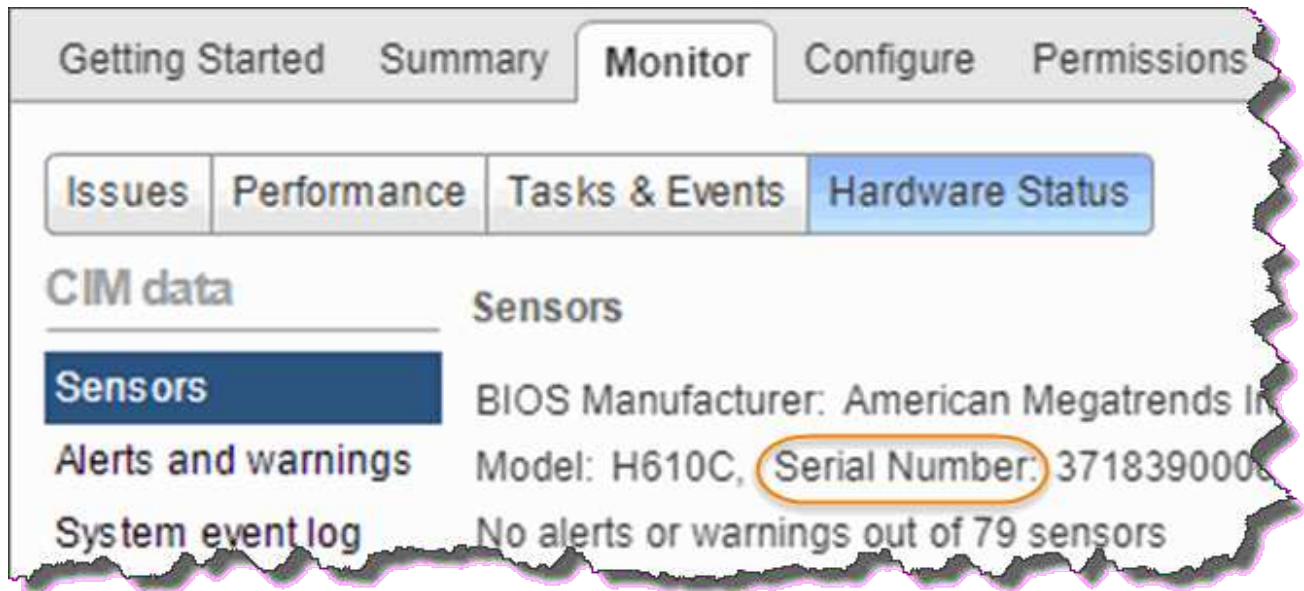 Getting Started Summary Monitor Configure Permissions
Issues Performance Tasks & Events Hardware Status
CIM data
Sensors
Sensors
Alerts and warnings
System event log
BIOS Manufacturer: American Megatrends
Model: H610C, Serial Number: 371839000
No alerts or warnings out of 79 sensors